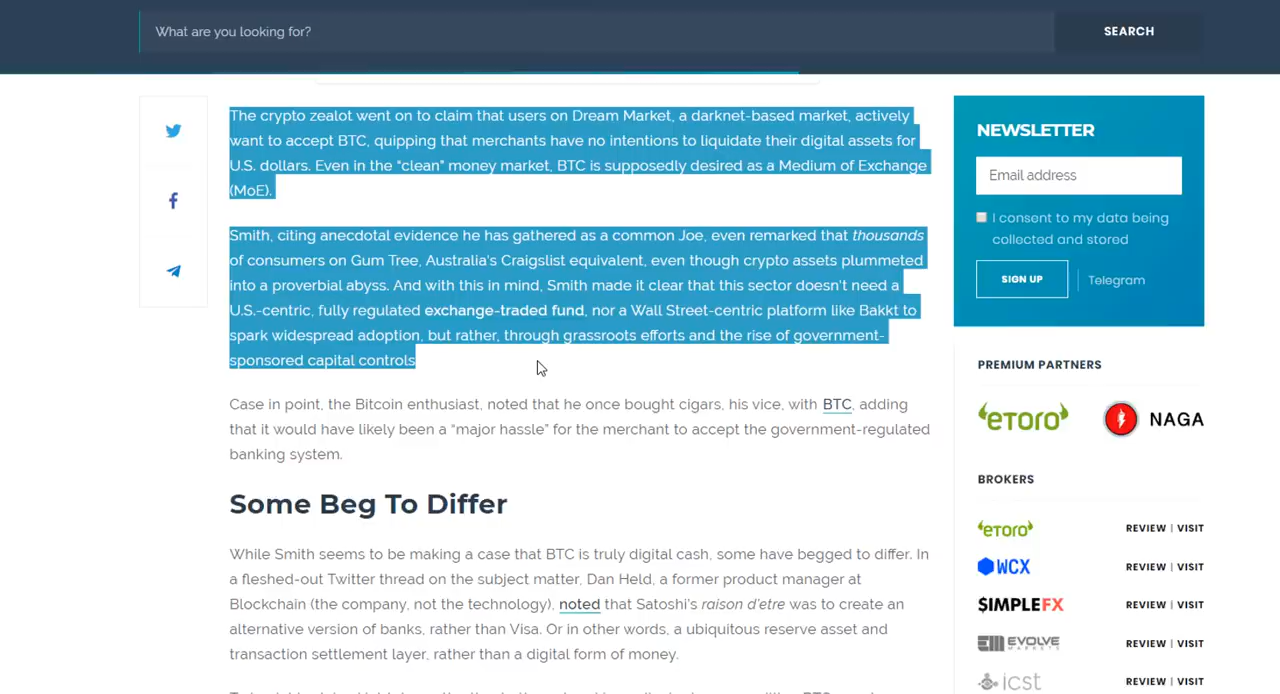 What are you looking for?
SEARCH
The crypto zealot went on to claim that users on Dream Market, a darknet-based market, actively
want to accept BTC, quipping that merchants have no intentions to liquidate their digital assets for
U.S. dollars. Even in the “clean” money market, BTC is supposedly desired as a Medium of Exchange
(MoE).
Smith, citing anecdotal evidence he has gathered as a common Joe, even remarked that thousands
of consumers on Gum Tree, Australia’s Craigslist equivalent, even though crypto assets plummeted
into a proverbial abyss. And with this in mind, Smith made it clear that this sector doesn’t need a
U.S.-centric, fully regulated exchange-traded fund, nor a Wall Street-centric platform like Bakkt to
spark widespread adoption, but rather, through grassroots efforts and the rise of government-
sponsored capital controls
Case in point, the Bitcoin enthusiast, noted that he once bought cigars, his vice, with BTC, adding
that it would have likely been a “major hassle” for the merchant to accept the government-regulated
banking system.
Some Beg To Differ
While Smith seems to be making a case that BTC is truly digital cash, some have begged to differ. In
a fleshed-out Twitter thread on the subject matter, Dan Held, a former product manager at
Blockchain (the company, not the technology), noted that Satoshi’s raison d’etre was to create an
alternative version of banks, rather than Visa. Or in other words, a ubiquitous reserve asset and
transaction settlement layer, rather than a digital form of money.
NEWSLETTER
Email address
I consent to my data being
collected and stored
SIGN UP
Telegram
PREMIUM PARTNERS
eToro
NAGA
BROKERS
eToro REVIEW | VISIT
WCX REVIEW | VISIT
SIMPLEFX REVIEW | VISIT
EVOLVE MARKETS REVIEW | VISIT
icst REVIEW | VISIT